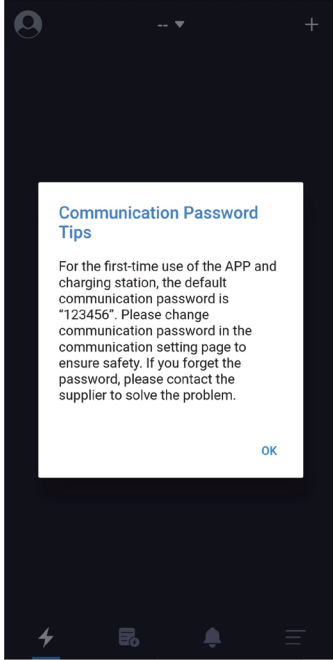 -- ▼
Communication Password
Tips
For the first-time use of the APP and
charging station, the default
communication password is
“123456”. Please change
communication password in the
communication setting page to
ensure safety. If you forget the
password, please contact the
supplier to solve the problem.
OK